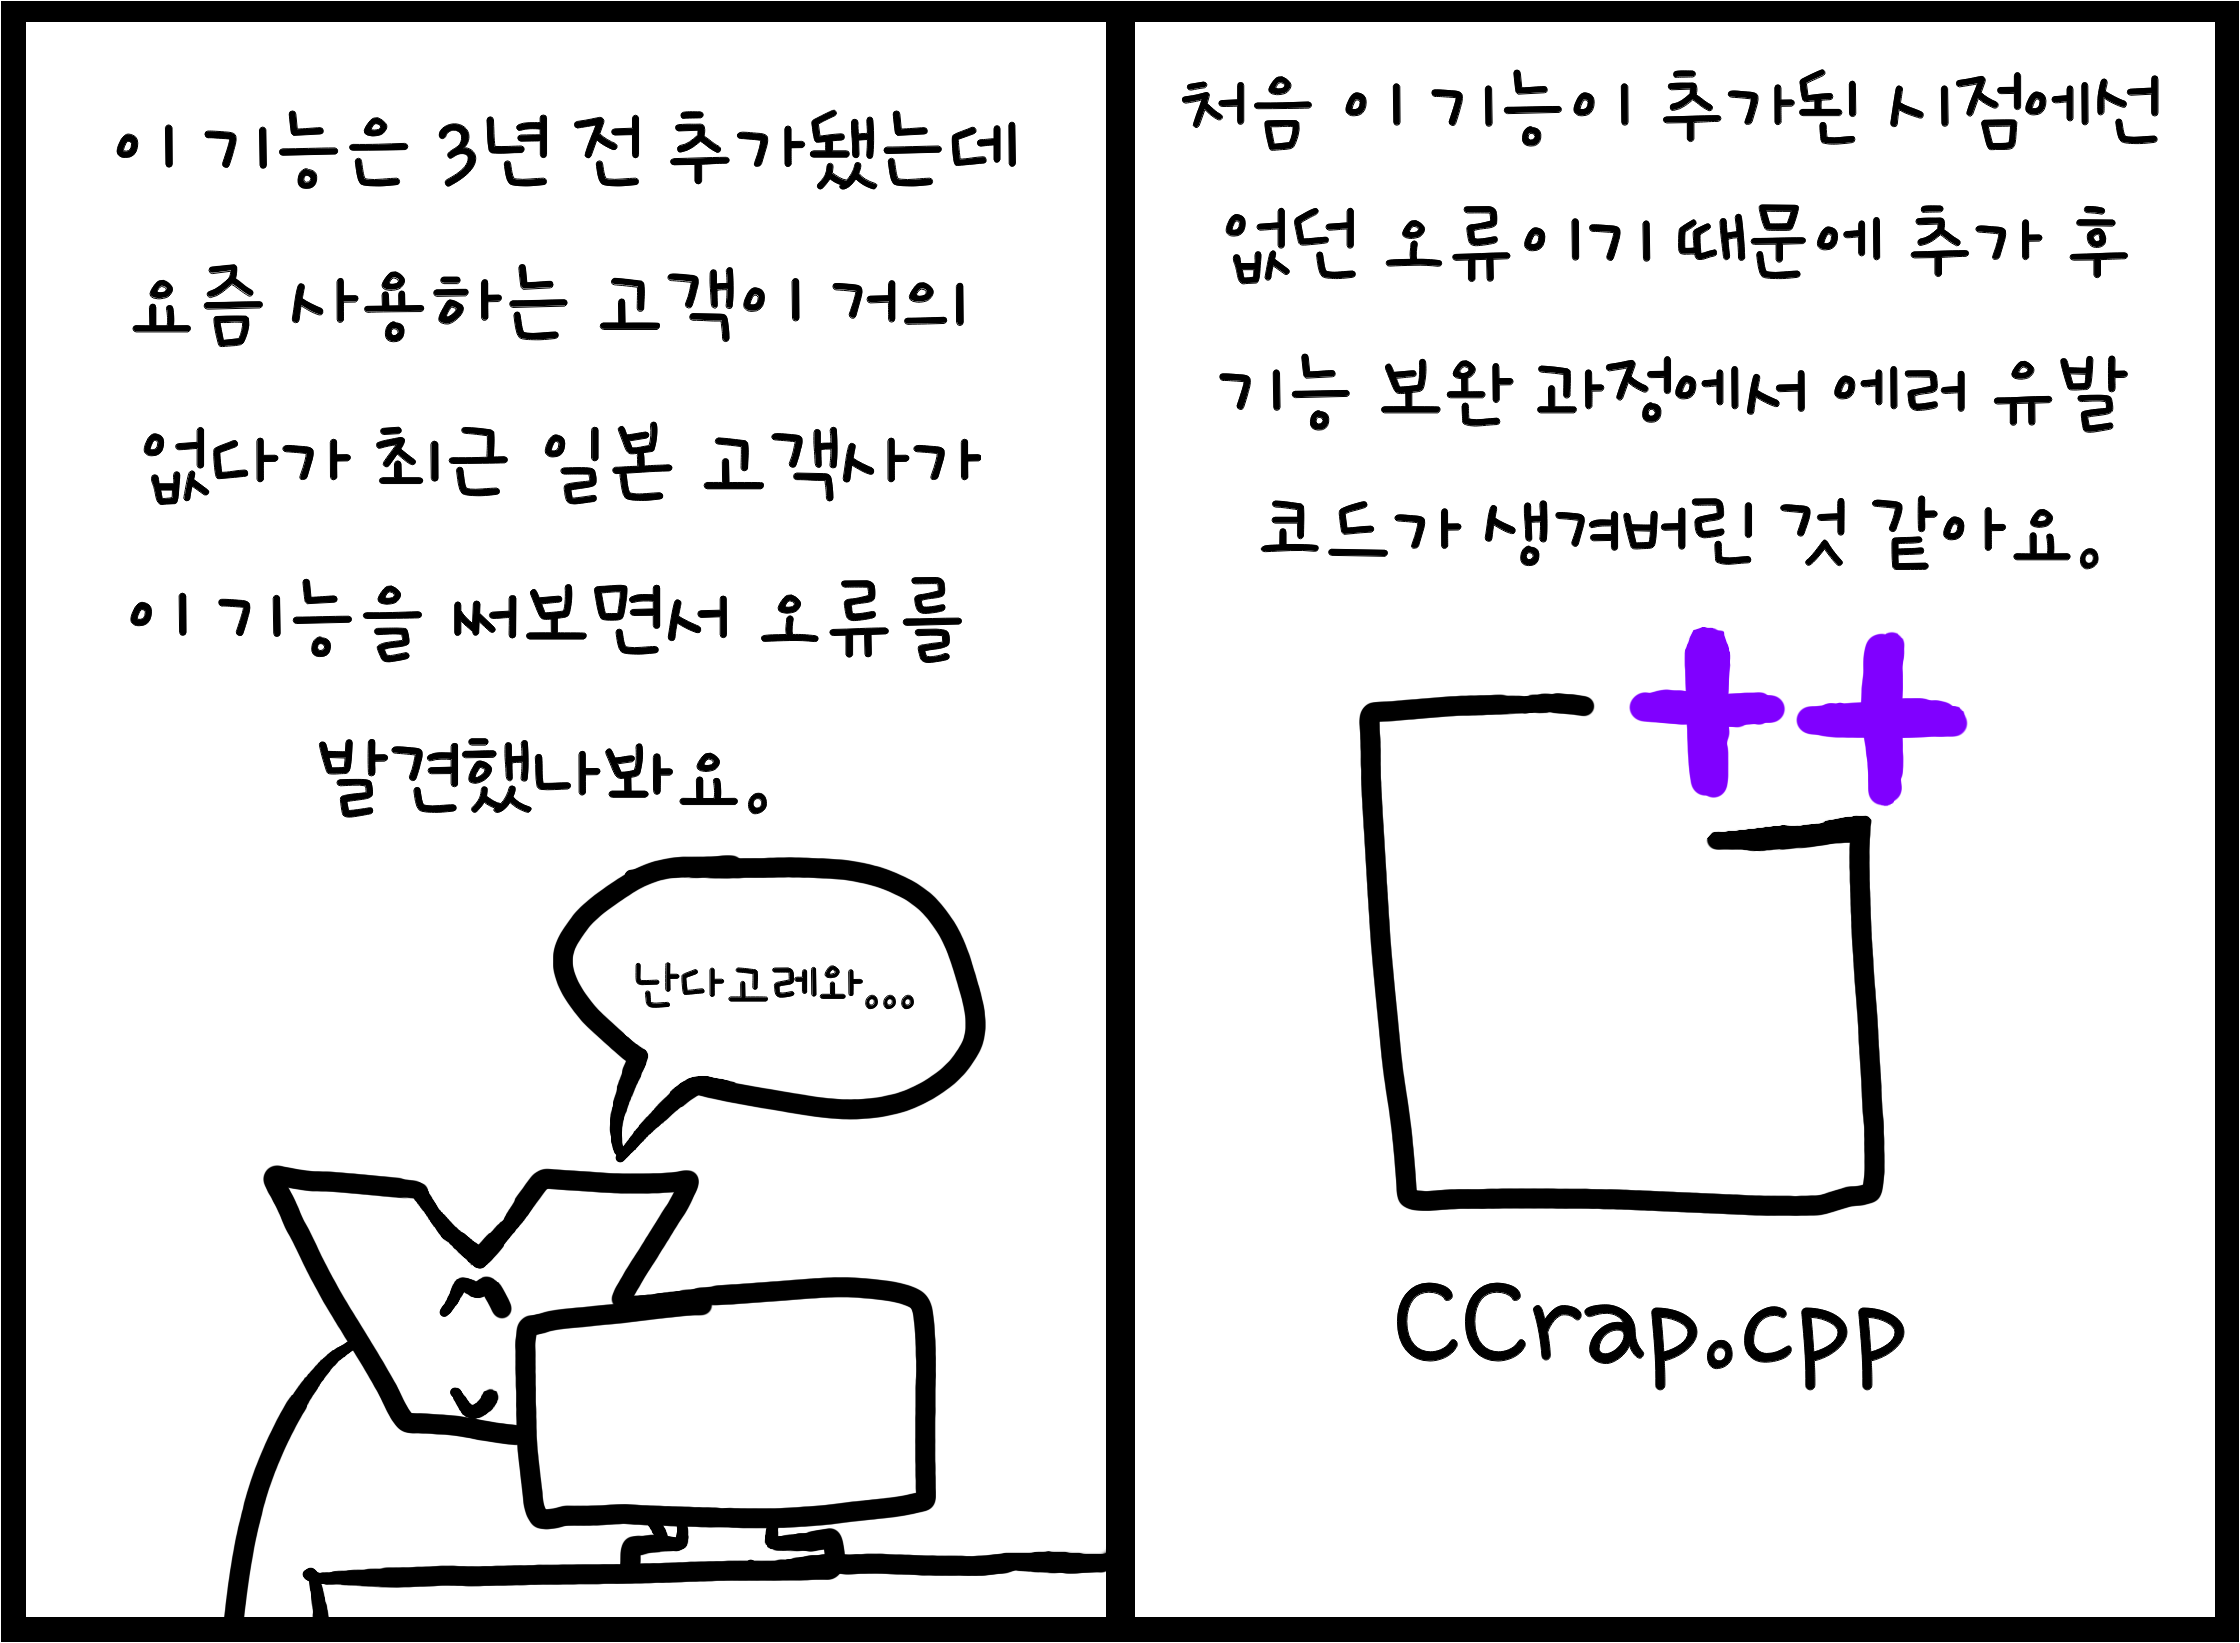 이 기능은 3년 전 추가됐는데
요즘 사용하는 고객이 거의
없다가 최근 일본 고객사가
이 기능을 써보면서 오류를
발견했나봐요.
난다고레와...
처음 이 기능이 추가된 시점에선
없던 오류이기 때문에 추가 후
기능 보완 과정에서 에러 유발
코드가 생겨버린 것 같아요.
++
CCrap.cpp